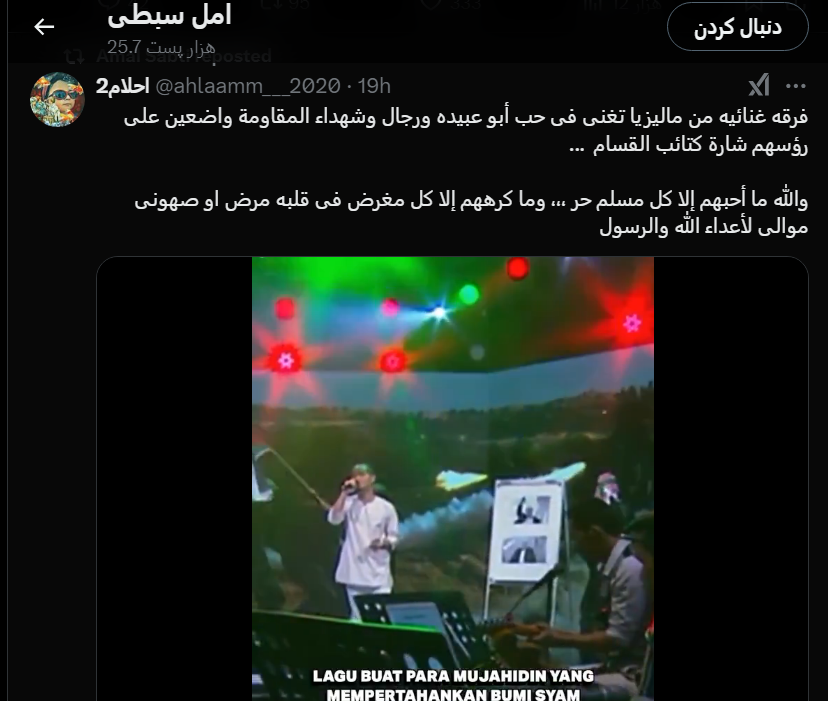 امل سبطی
25.7 هزار پست
دنبال کردن
Amal Sabti reposted
احلام2 @ahlaamm___2020 · 19h
فرقه غنائيه من ماليزيا تغنى فى حب أبو عبيده ورجال وشهداء المقاومة واضعين على
رؤسهم شارة كتائب القسام ...
والله ما أحبهم إلا كل مسلم حر ،،، وما كرههم إلا كل مغرض فى قلبه مرض او صهونى
موالى لأعداء الله والرسول
LAGU BUAT PARA MUJAHIDIN YANG
MEMPERTAHANKAN BUMI SYAM